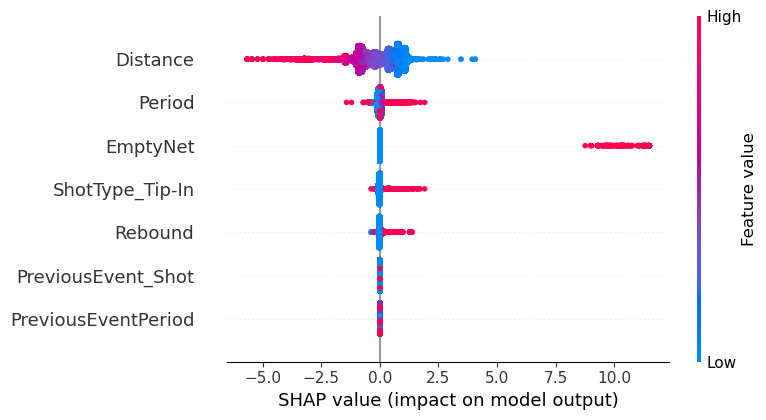 High
Distance
Period
EmptyNet
ShotType_Tip-In
Rebound
PreviousEvent_Shot
PreviousEventPeriod
Feature value
Low
−5.0 −2.5 0.0 2.5 5.0 7.5 10.0
SHAP value (impact on model output)